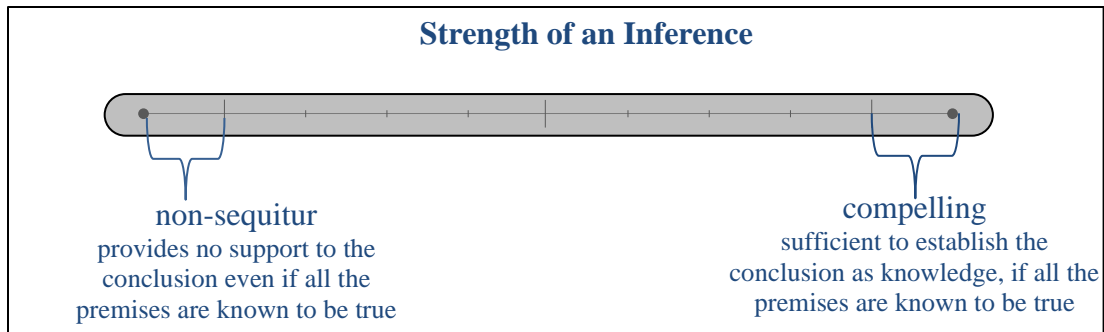 Strength of an Inference
non-sequitur
provides no support to the
conclusion even if all the
premises are known to be true
compelling
sufficient to establish the
conclusion as knowledge, if all the
premises are known to be true